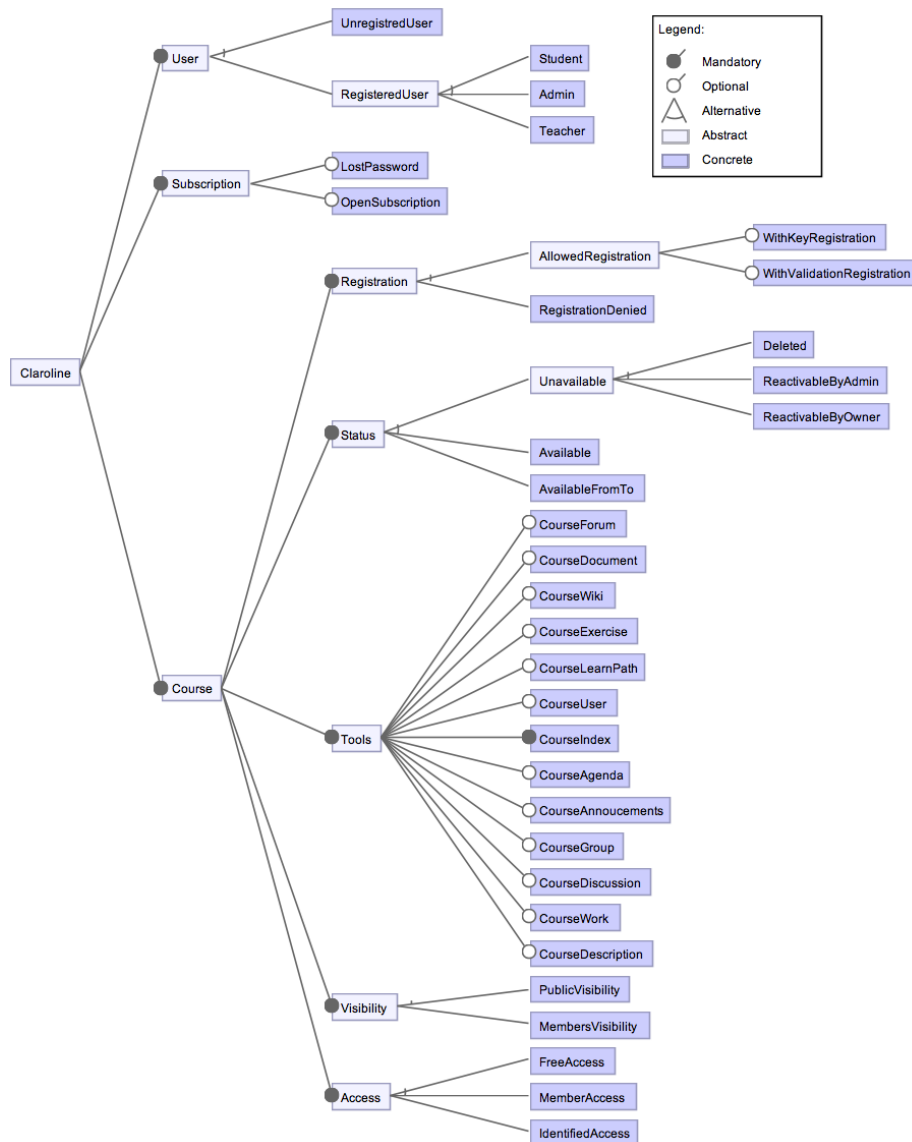 UnregistredUser
User
RegisteredUser
Student
Admin
Teacher
Legend:
Mandatory
Optional
Alternative
Abstract
Concrete
Subscription
LostPassword
OpenSubscription
Registration
AllowedRegistration
WithKeyRegistration
WithValidationRegistration
RegistrationDenied
Claroline
Status
Unavailable
Deleted
ReactivableByAdmin
ReactivableByOwner
Available
AvailableFromTo
Course
Tools
CourseForum
CourseDocument
CourseWiki
CourseExercise
CourseLearnPath
CourseUser
CourseIndex
CourseAgenda
CourseAnnoucements
CourseGroup
CourseDiscussion
CourseWork
CourseDescription
Visibility
PublicVisibility
MembersVisibility
Access
FreeAccess
MemberAccess
IdentifiedAccess